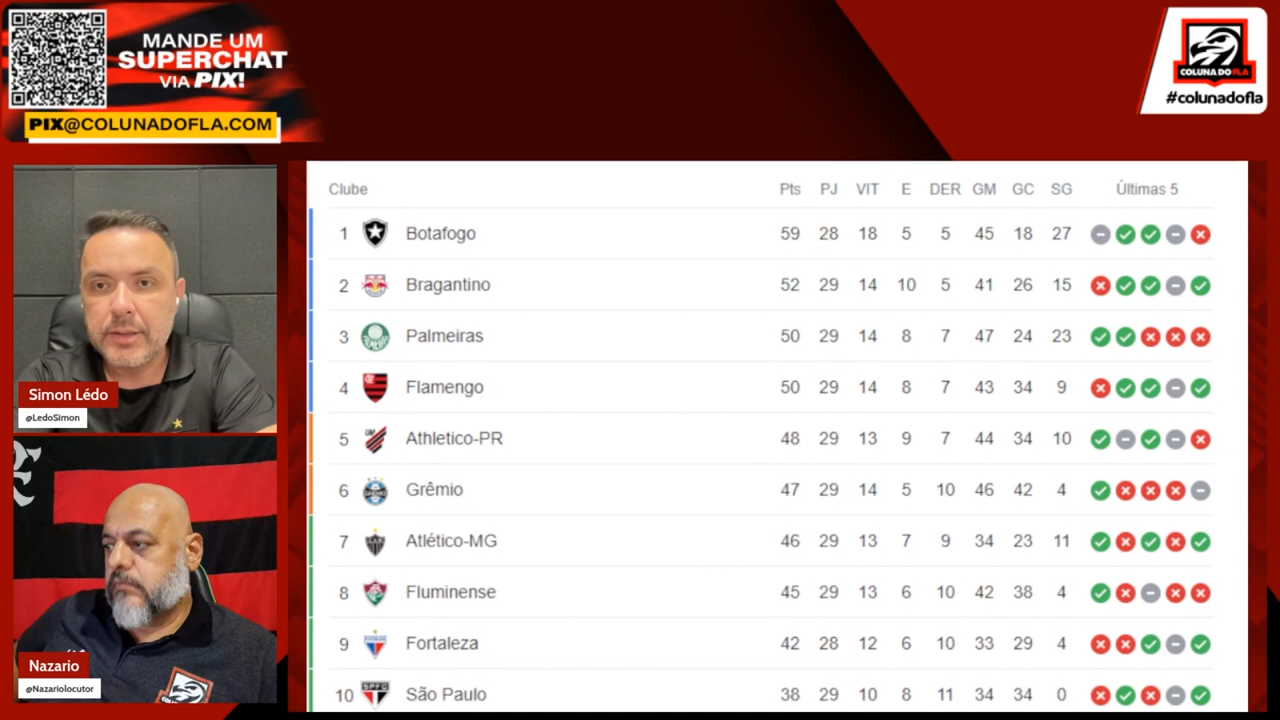 MANDE UM
SUPERCHAT
VIA PIX!
PIX@COLUNADOFLA.COM
COLUNA DO FLA
#colunadofla
Simon Lédo
@LedoSimon
Nazario
@Nazariolocutor
Clube Pts PJ VIT E DER GM GC SG Últimas 5
1 Botafogo 59 28 18 5 5 45 18 27
2 Bragantino 52 29 14 10 5 41 26 15
3 Palmeiras 50 29 14 8 7 47 24 23
4 Flamengo 50 29 14 8 7 43 34 9
5 Athletico-PR 48 29 13 9 7 44 34 10
6 Grêmio 47 29 14 5 10 46 42 4
7 Atlético-MG 46 29 13 7 9 34 23 11
8 Fluminense 45 29 13 6 10 42 38 4
9 Fortaleza 42 28 12 6 10 33 29 4
10 São Paulo 38 29 10 8 11 34 34 0